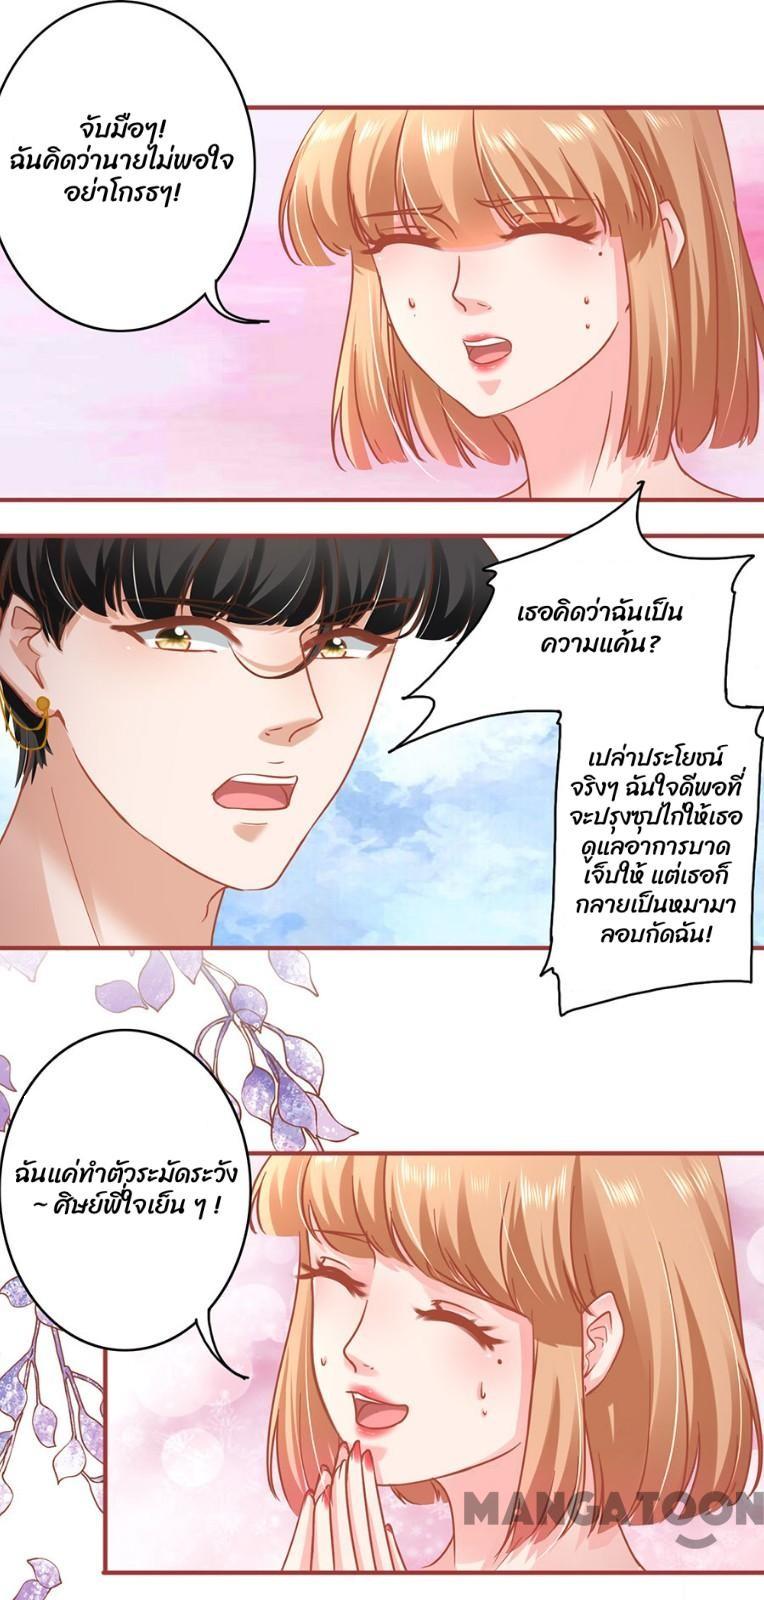 จับมือๆ!
ฉันคิดว่านายไม่พอใจ
อย่าโกรธๆ!
เธอคิดว่าฉันเป็น
ความแค้น?
เปล่าประโยชน์
จริงๆ ฉันใจดีพอที่
จะปรุงซุปไก่ให้เธอ
ดูแลอาการบาด
เจ็บให้ แต่เธอก็
กลายเป็นหมามา
ลอบกัดฉัน!
ฉันแค่ทำตัวระมัดระวัง
~ ศิษย์พี่ใจเย็น ๆ !
MANGATOON